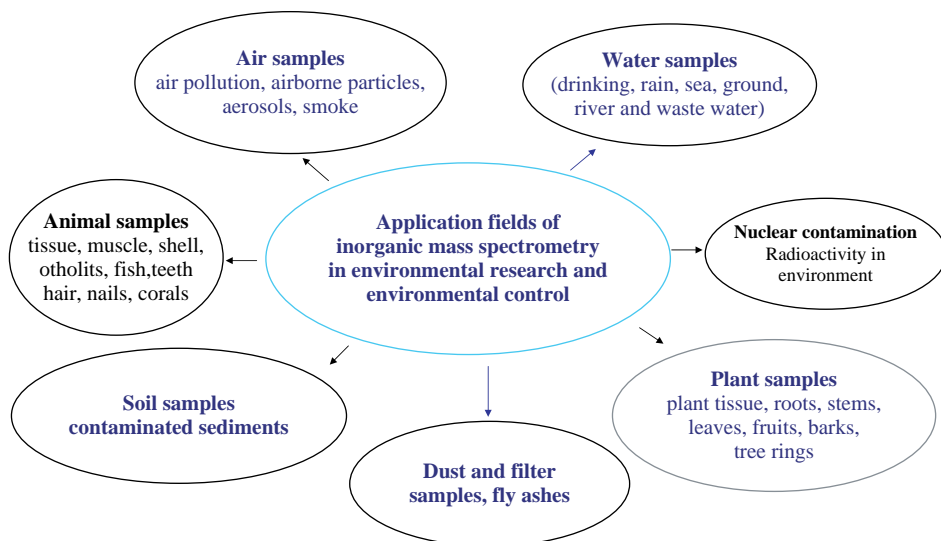 Air samples
air pollution, airborne particles,
aerosols, smoke
Water samples
(drinking, rain, sea, ground,
river and waste water)
Animal samples
tissue, muscle, shell,
otholits, fish,teeth
hair, nails, corals
Application fields of
inorganic mass spectrometry
in environmental research and
environmental control
Nuclear contamination
Radioactivity in
environment
Soil samples
contaminated sediments
Dust and filter
samples, fly ashes
Plant samples
plant tissue, roots, stems,
leaves, fruits, barks,
tree rings